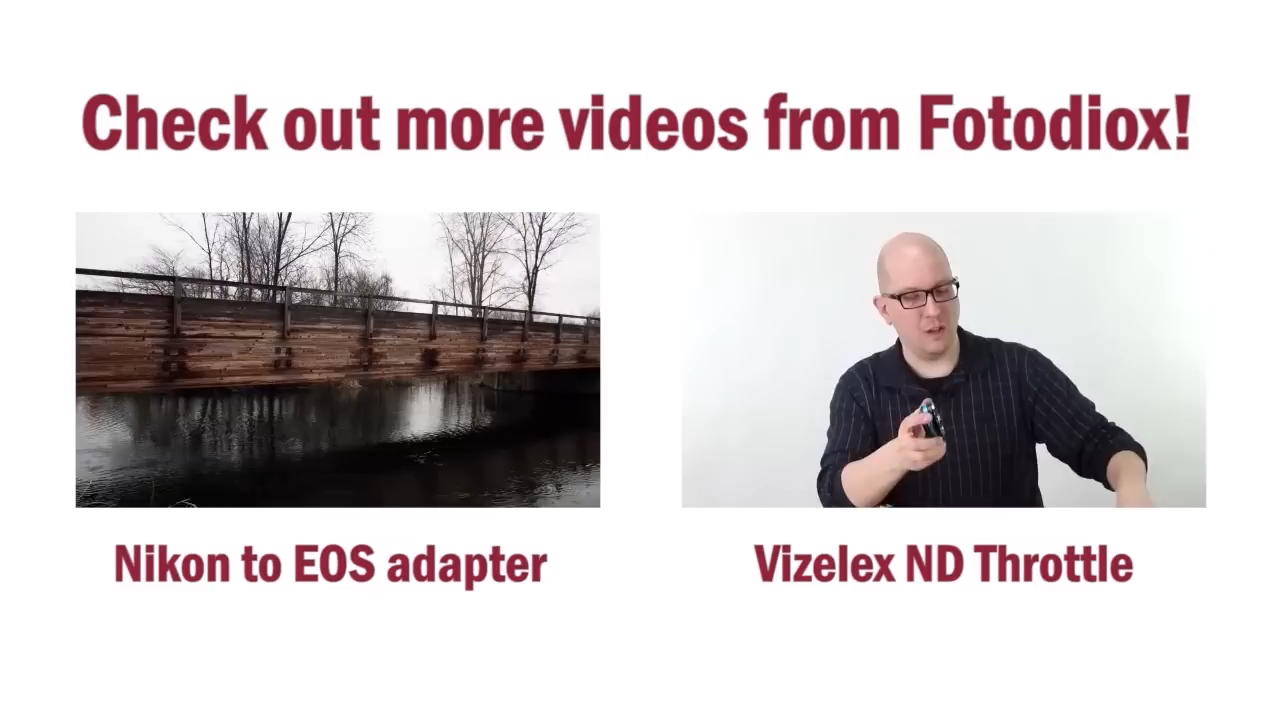 Check out more videos from Fotodiox!
Nikon to EOS adapter
Vizelex ND Throttle